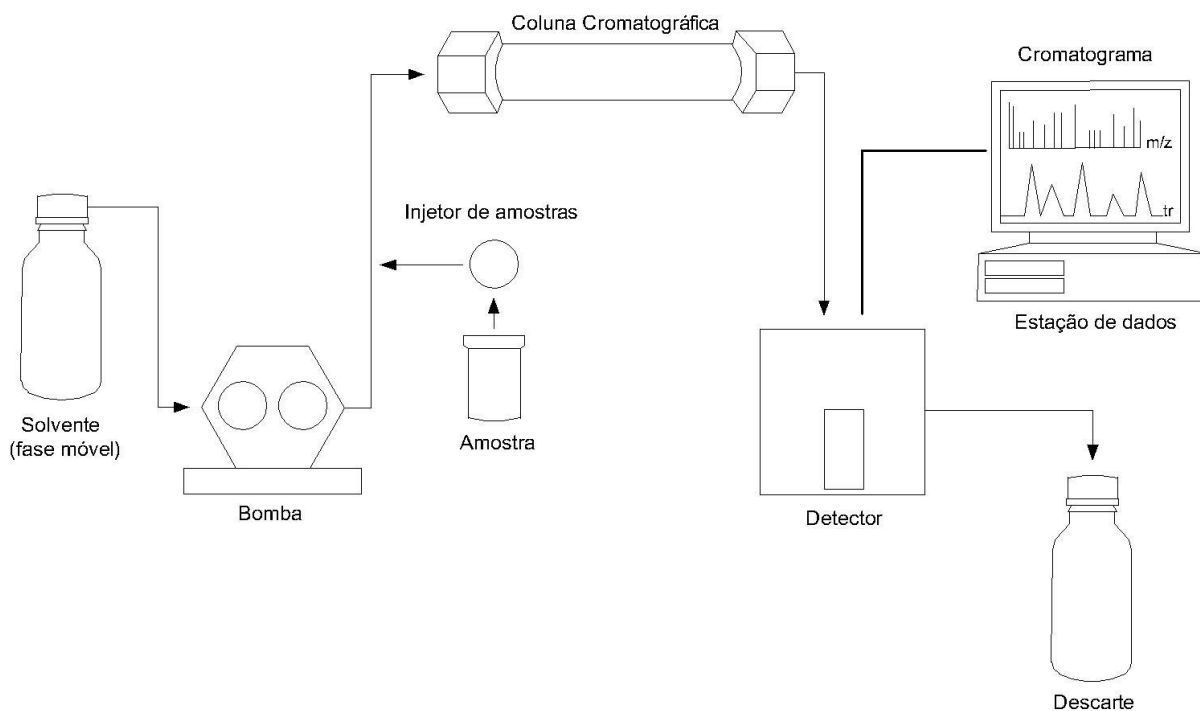 Coluna Cromatográfica
Cromatograma
m/z
tr
Injetor de amostras
Estação de dados
Solvente
(fase móvel)
Amostra
Bomba
Detector
Descarte